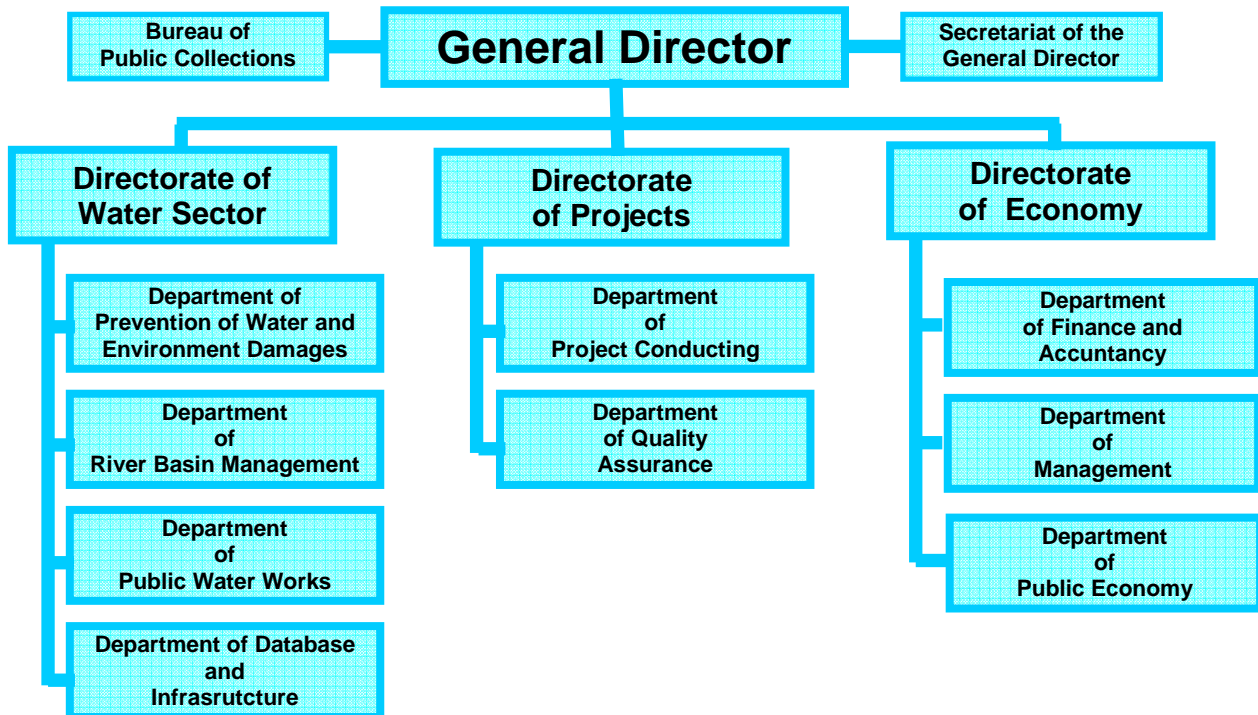 Bureau of
Public Collections
General Director
Secretariat of the
General Director
Directorate of
Water Sector
Directorate
of Projects
Directorate
of Economy
Department of
Prevention of Water and
Environment Damages
Department
of
River Basin Management
Department
of
Public Water Works
Department of Database
and
Infrasrutcture
Department
of
Project Conducting
Department
of Quality
Assurance
Department
of Finance and
Accuntancy
Department
of
Management
Department
of
Public Economy